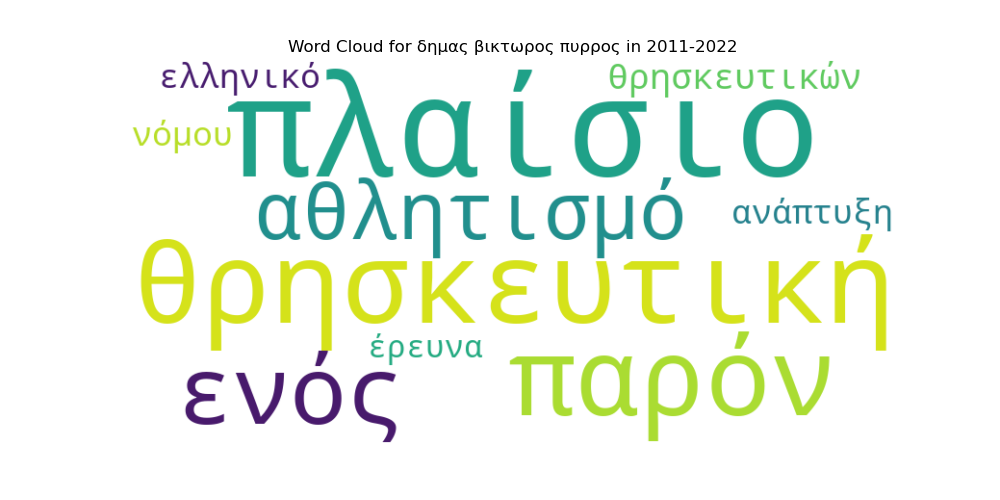 Word Cloud for δημας βικτωρος πυρρος in 2011-2022
ελληνικό
θρησκευτικών
πλαίσιο
νόμου
αθλητισμό
ανάπτυξη
θρησκευτική
έρευνα
ενός
παρόν